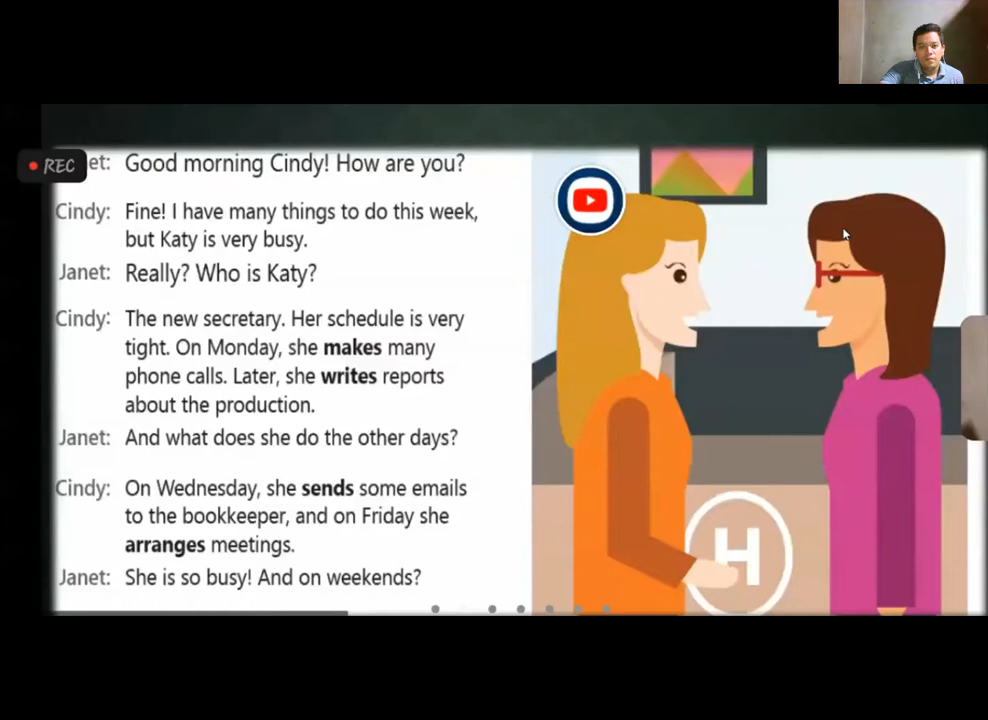 REC
et: Good morning Cindy! How are you?
Cindy: Fine! I have many things to do this week,
but Katy is very busy.
Janet: Really? Who is Katy?
Cindy: The new secretary. Her schedule is very
tight. On Monday, she makes many
phone calls. Later, she writes reports
about the production.
Janet: And what does she do the other days?
Cindy: On Wednesday, she sends some emails
to the bookkeeper, and on Friday she
arranges meetings.
Janet: She is so busy! And on weekends?
H